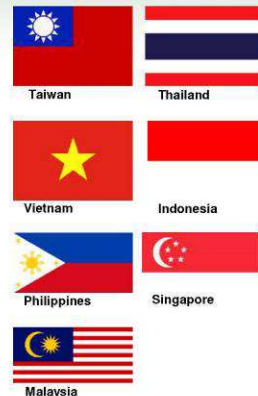 Taiwan
Thailand
Vietnam
Indonesia
Philippines
Singapore
Malaysia